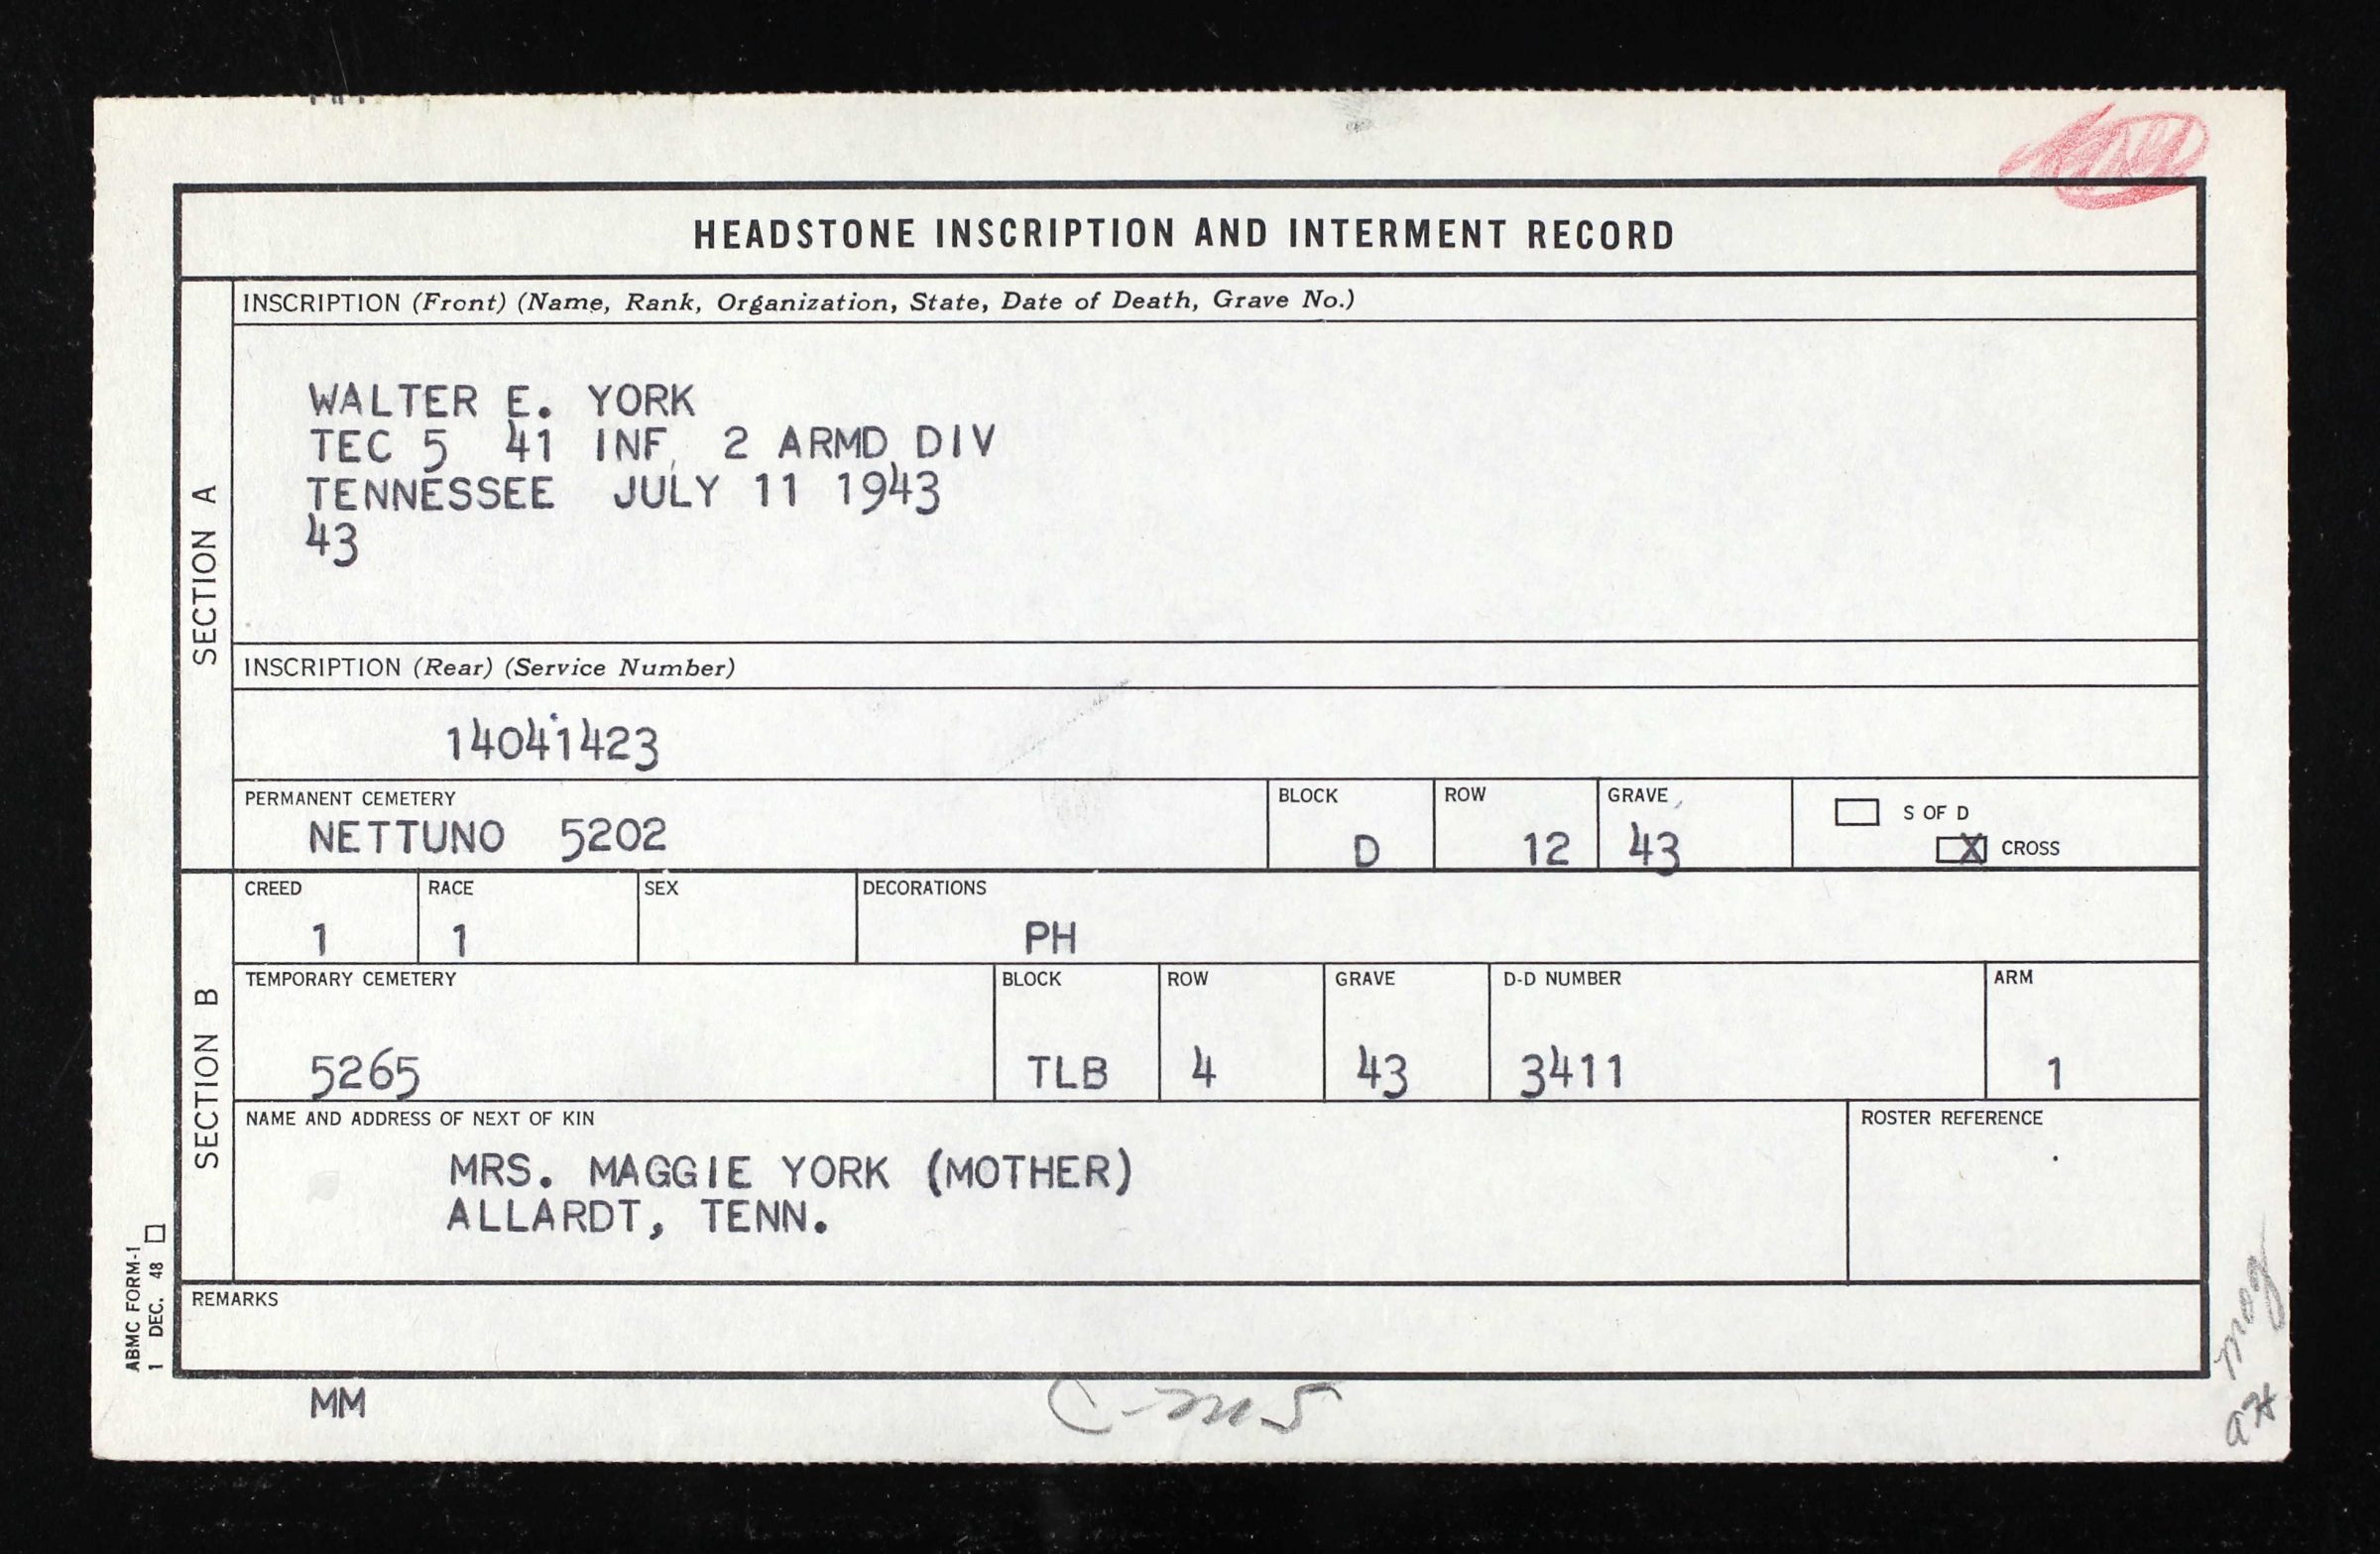 HEADSTONE INSCRIPTION AND INTERMENT RECORD
SECTION A
INSCRIPTION (Front) (Name, Rank, Organization, State, Date of Death, Grave No.)
WALTER E. YORK
TEC 5 41 INF 2 ARMD DIV
TENNESSEE JULY 11 1943
43
INSCRIPTION (Rear) (Service Number)
14041423
PERMANENT CEMETERY BLOCK ROW GRAVE S OF D
NETTUNO 5202 D 12 43 X CROSS
SECTION B
CREED RACE SEX DECORATIONS
1 1 PH
TEMPORARY CEMETERY BLOCK ROW GRAVE D-D NUMBER ARM
5265 TLB 4 43 3411 1
NAME AND ADDRESS OF NEXT OF KIN ROSTER REFERENCE
MRS. MAGGIE YORK (MOTHER)
ALLARDT, TENN.
REMARKS
ABMC FORM-1
1 DEC. 48
MM